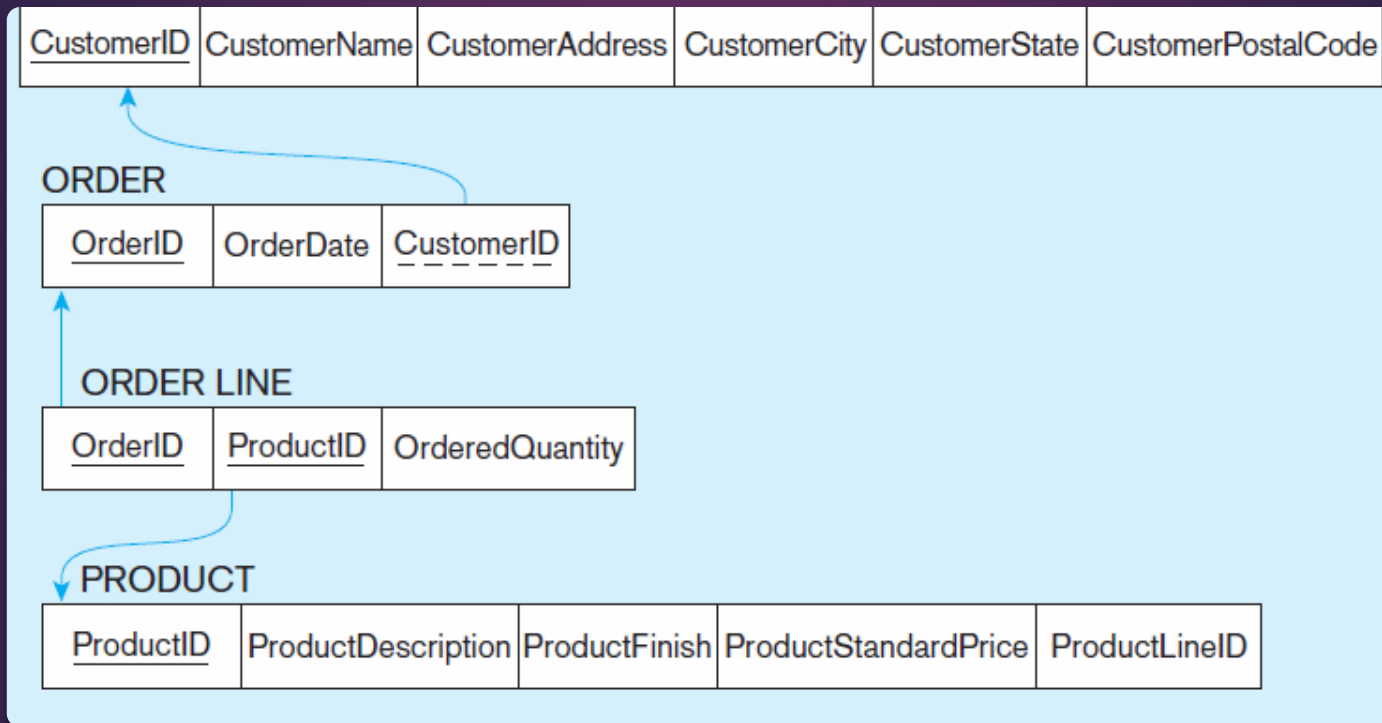 CustomerID CustomerName CustomerAddress CustomerCity CustomerState CustomerPostalCode
ORDER
OrderID OrderDate CustomerID
ORDER LINE
OrderID ProductID OrderedQuantity
PRODUCT
ProductID ProductDescription ProductFinish ProductStandardPrice ProductLineID